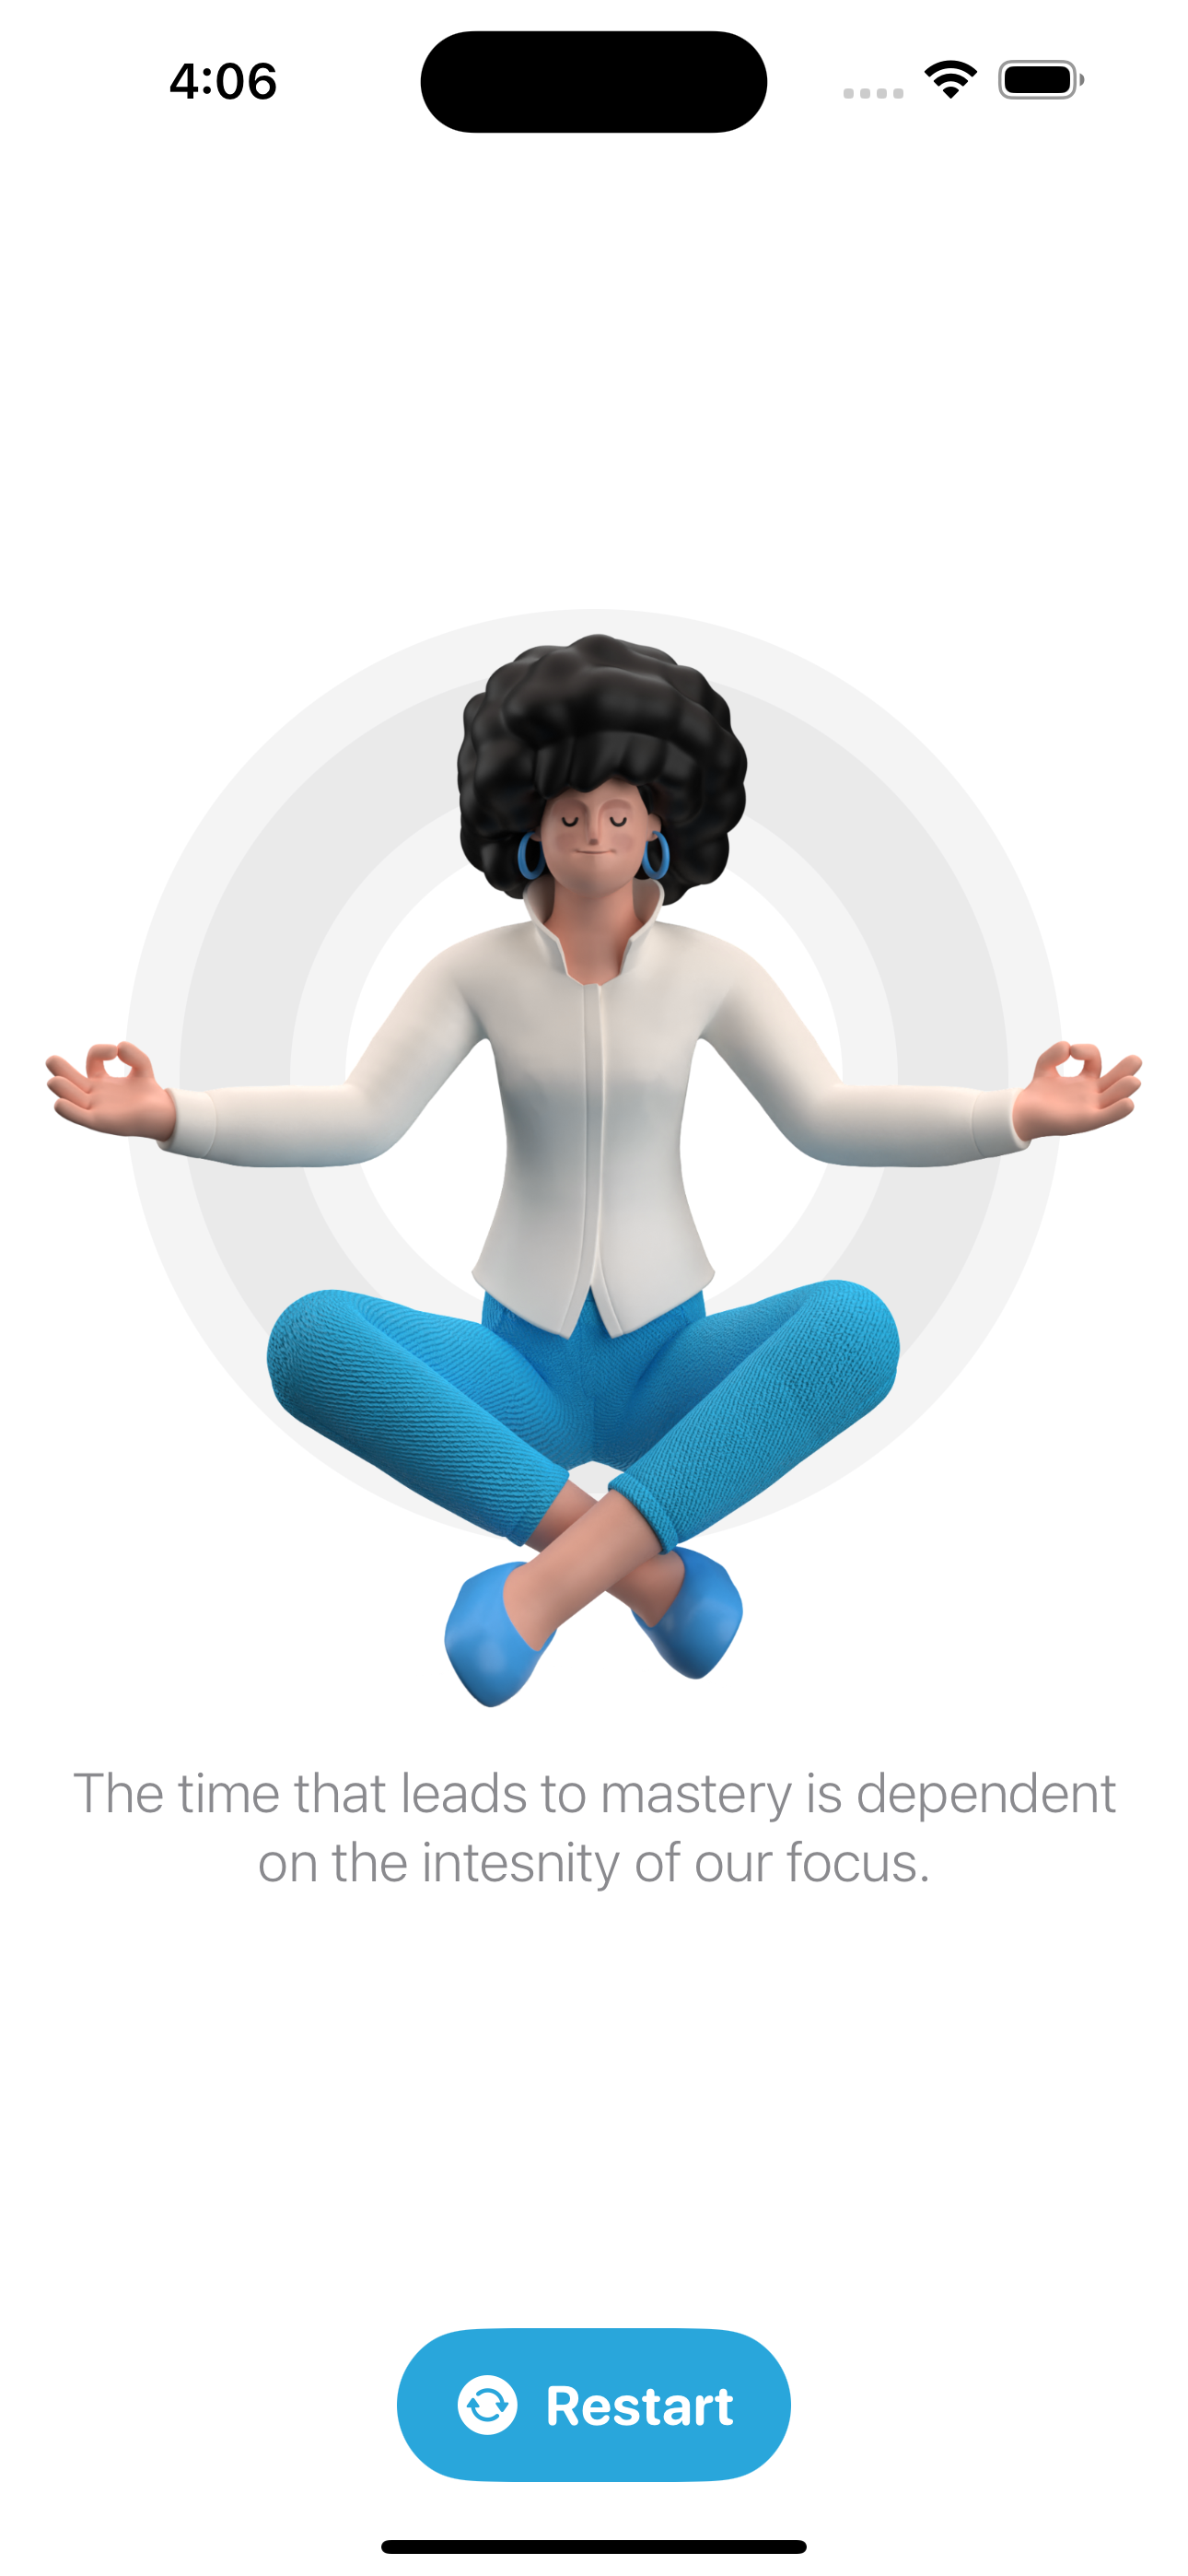 4:06
The time that leads to mastery is dependent
on the intesnity of our focus.
Restart